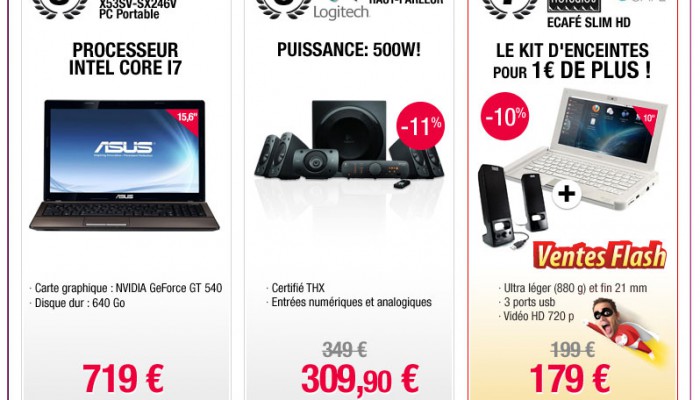 X53SV-SX246V
PC Portable
PROCESSEUR
INTEL CORE I7
15,6"
ASUS
ASUS
· Carte graphique : NVIDIA GeForce GT 540
· Disque dur : 640 Go
719 €
HAUT-PARLEUR
Logitech
PUISSANCE: 500W!
-11%
· Certifié THX
· Entrées numériques et analogiques
349 €
309,90 €
ECAFÉ SLIM HD
LE KIT D'ENCEINTES
POUR 1€ DE PLUS !
-10%
10"
+
Ventes Flash
· Ultra léger (880 g) et fin 21 mm
· 3 ports usb
· Vidéo HD 720 p
199 €
179 €